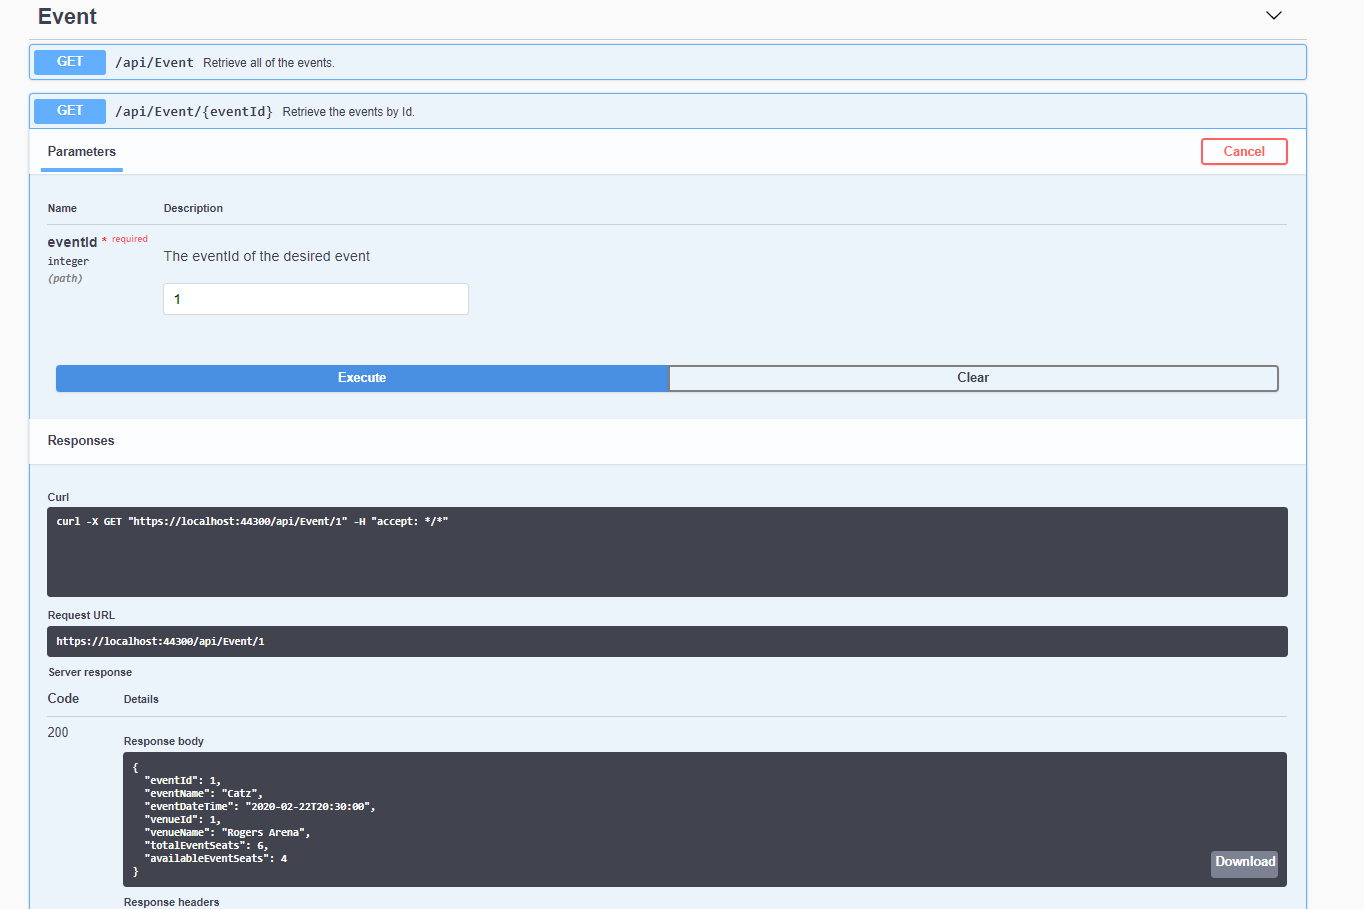 Event
GET /api/Event Retrieve all of the events.
GET /api/Event/{eventId} Retrieve the events by Id.
Parameters Cancel
Name Description
eventId * required
integer
(path)
The eventId of the desired event
1
Execute Clear
Responses
Curl
curl -X GET "https://localhost:44300/api/Event/1" -H "accept: */*"
Request URL
https://localhost:44300/api/Event/1
Server response
Code Details
200
Response body
{
  "eventId": 1,
  "eventName": "Catz",
  "eventDateTime": "2020-02-22T20:30:00",
  "venueId": 1,
  "venueName": "Rogers Arena",
  "totalEventSeats": 6,
  "availableEventSeats": 4
}
Download
Response headers